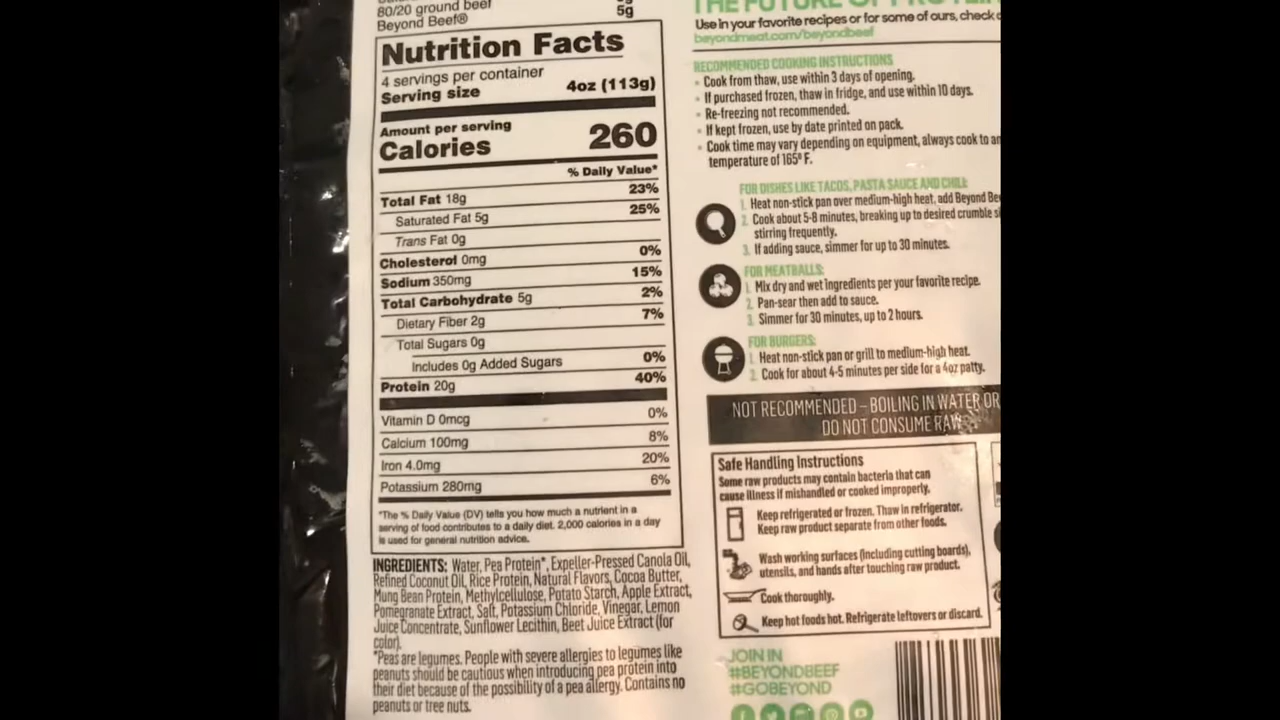 80/20 ground beef
Beyond Beef® 5g
Nutrition Facts
4 servings per container
Serving size 4oz (113g)
Amount per serving
Calories 260
% Daily Value*
Total Fat 18g 23%
Saturated Fat 5g 25%
Trans Fat 0g
Cholesterol 0mg 0%
Sodium 350mg 15%
Total Carbohydrate 5g 2%
Dietary Fiber 2g 7%
Total Sugars 0g
Includes 0g Added Sugars 0%
Protein 20g 40%
Vitamin D 0mcg 0%
Calcium 100mg 8%
Iron 4.0mg 20%
Potassium 280mg 6%
*The % Daily Value (DV) tells you how much a nutrient in a
serving of food contributes to a daily diet. 2,000 calories in a day
is used for general nutrition advice.
INGREDIENTS: Water, Pea Protein*, Expeller-Pressed Canola Oil,
Refined Coconut Oil, Rice Protein, Natural Flavors, Cocoa Butter,
Mung Bean Protein, Methylcellulose, Potato Starch, Apple Extract,
Pomegranate Extract, Salt, Potassium Chloride, Vinegar, Lemon
Juice Concentrate, Sunflower Lecithin, Beet Juice Extract (for
color).
*Peas are legumes. People with severe allergies to legumes like
peanuts should be cautious when introducing pea protein into
their diet because of the possibility of a pea allergy. Contains no
peanuts or tree nuts.
THE FUTURE OF PROTEIN
Use in your favorite recipes or for some of ours, check
beyondmeat.com/beyondbeef
RECOMMENDED COOKING INSTRUCTIONS
• Cook from thaw, use within 3 days of opening.
• If purchased frozen, thaw in fridge, and use within 10 days.
• Re-freezing not recommended.
• If kept frozen, use by date printed on pack.
• Cook time may vary depending on equipment, always cook to an
temperature of 165º F.
FOR DISHES LIKE TACOS, PASTA SAUCE AND CHILI:
1. Heat non-stick pan over medium-high heat, add Beyond
2. Cook about 5-8 minutes, breaking up to desired crumble
stirring frequently.
3. If adding sauce, simmer for up to 30 minutes.
FOR MEATBALLS:
1. Mix dry and wet ingredients per your favorite recipe.
2. Pan-sear then add to sauce.
3. Simmer for 30 minutes, up to 2 hours.
FOR BURGERS:
1. Heat non-stick pan or grill to medium-high heat.
2. Cook for about 4-5 minutes per side for a 4oz patty.
NOT RECOMMENDED – BOILING IN WATER OR
DO NOT CONSUME RAW
Safe Handling Instructions
Some raw products may contain bacteria that can
cause illness if mishandled or cooked improperly.
Keep refrigerated or frozen. Thaw in refrigerator.
Keep raw product separate from other foods.
Wash working surfaces (including cutting boards),
utensils, and hands after touching raw product.
Cook thoroughly.
Keep hot foods hot. Refrigerate leftovers or discard.
JOIN IN
#BEYONDBEEF
#GOBEYOND